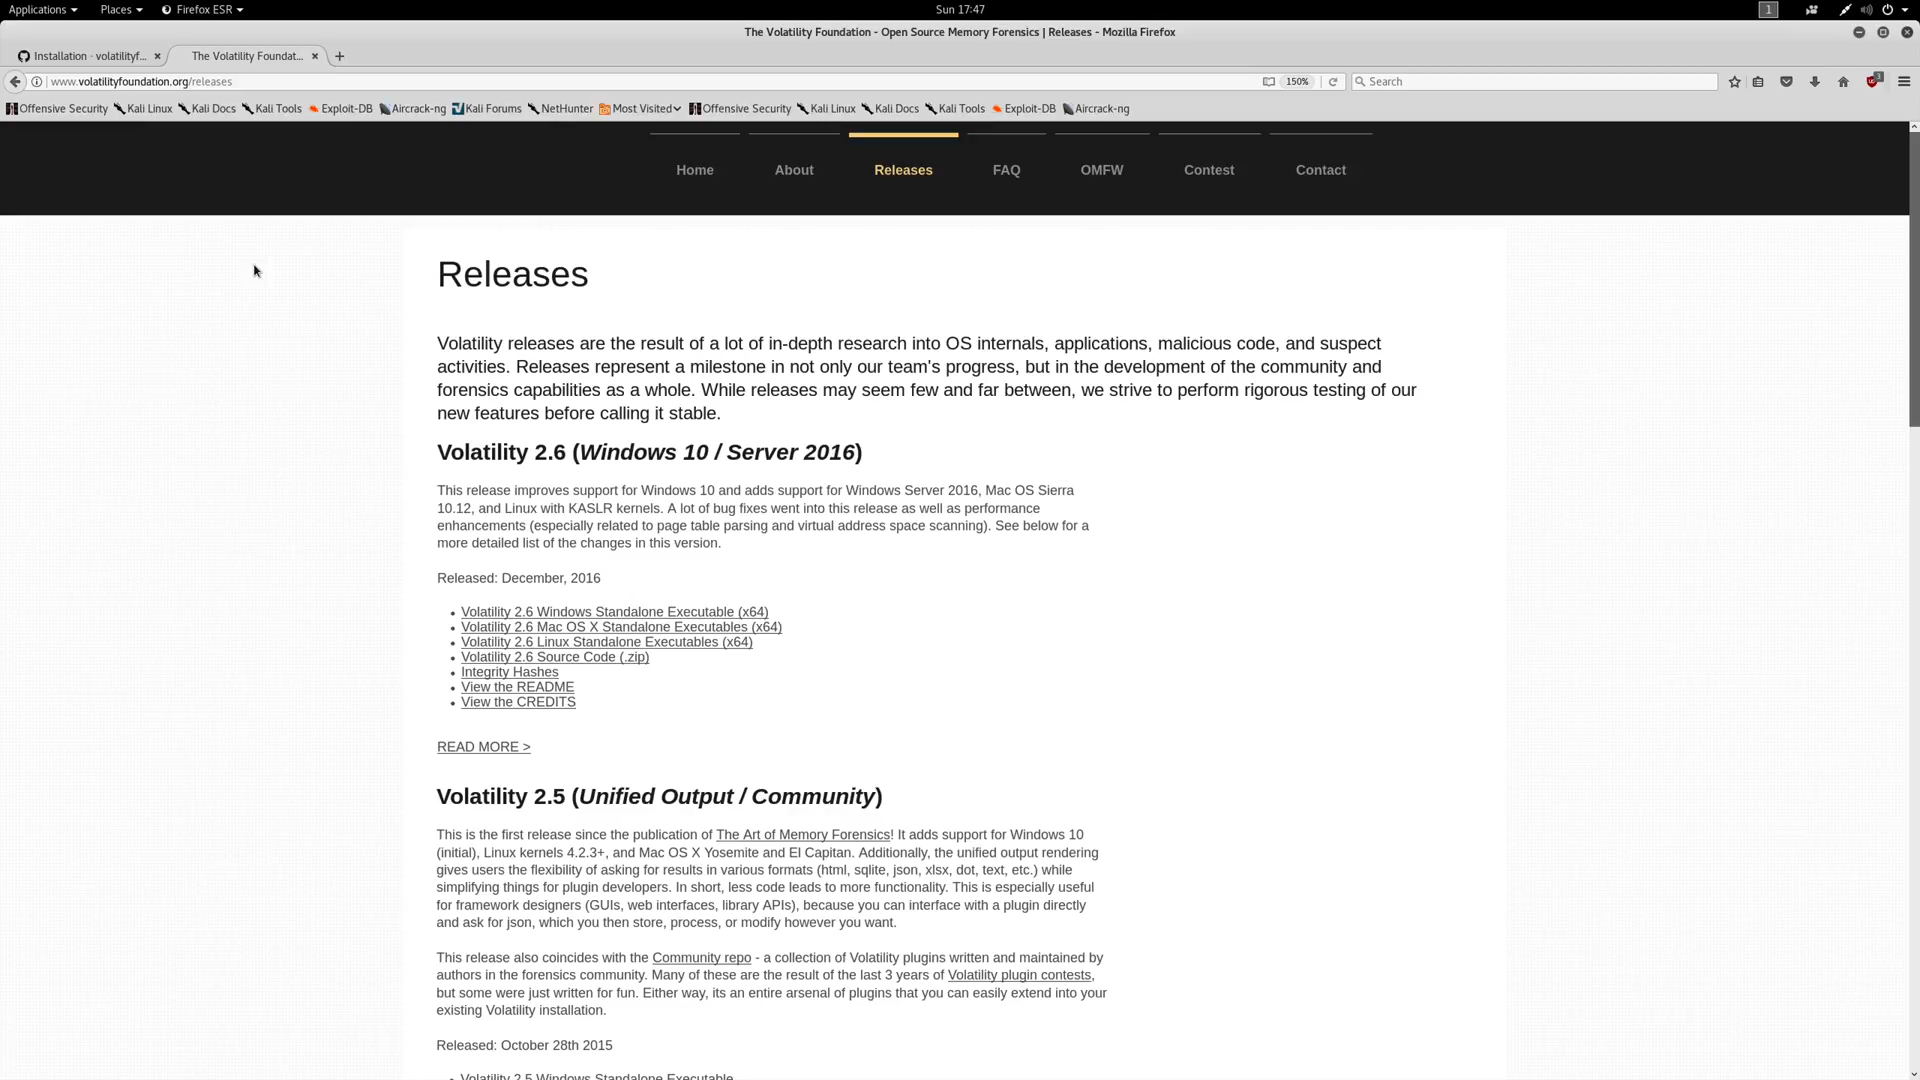 Applications Places Firefox ESR Sun 17:47 1
The Volatility Foundation - Open Source Memory Forensics | Releases - Mozilla Firefox
Installation · volatilityf... The Volatility Foundat...
www.volatilityfoundation.org/releases 150% Search 3
Offensive Security Kali Linux Kali Docs Kali Tools Exploit-DB Aircrack-ng Kali Forums NetHunter Most Visited Offensive Security Kali Linux Kali Docs Kali Tools Exploit-DB Aircrack-ng
Home About Releases FAQ OMFW Contest Contact
Releases
Volatility releases are the result of a lot of in-depth research into OS internals, applications, malicious code, and suspect
activities. Releases represent a milestone in not only our team's progress, but in the development of the community and
forensics capabilities as a whole. While releases may seem few and far between, we strive to perform rigorous testing of our
new features before calling it stable.
Volatility 2.6 (Windows 10 / Server 2016)
This release improves support for Windows 10 and adds support for Windows Server 2016, Mac OS Sierra
10.12, and Linux with KASLR kernels. A lot of bug fixes went into this release as well as performance
enhancements (especially related to page table parsing and virtual address space scanning). See below for a
more detailed list of the changes in this version.
Released: December, 2016
• Volatility 2.6 Windows Standalone Executable (x64)
• Volatility 2.6 Mac OS X Standalone Executables (x64)
• Volatility 2.6 Linux Standalone Executables (x64)
• Volatility 2.6 Source Code (.zip)
• Integrity Hashes
• View the README
• View the CREDITS
READ MORE >
Volatility 2.5 (Unified Output / Community)
This is the first release since the publication of The Art of Memory Forensics! It adds support for Windows 10
(initial), Linux kernels 4.2.3+, and Mac OS X Yosemite and El Capitan. Additionally, the unified output rendering
gives users the flexibility of asking for results in various formats (html, sqlite, json, xlsx, dot, text, etc.) while
simplifying things for plugin developers. In short, less code leads to more functionality. This is especially useful
for framework designers (GUIs, web interfaces, library APIs), because you can interface with a plugin directly
and ask for json, which you then store, process, or modify however you want.
This release also coincides with the Community repo - a collection of Volatility plugins written and maintained by
authors in the forensics community. Many of these are the result of the last 3 years of Volatility plugin contests,
but some were just written for fun. Either way, its an entire arsenal of plugins that you can easily extend into your
existing Volatility installation.
Released: October 28th 2015
• Volatility 2.5 Windows Standalone Executable